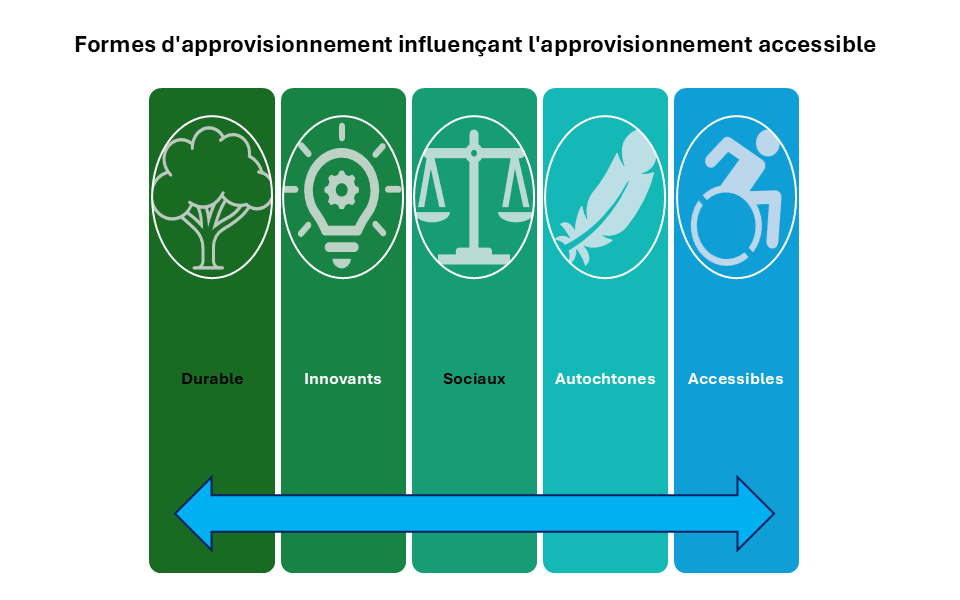 Formes d'approvisionnement influençant l'approvisionnement accessible
Durable
Innovants
Sociaux
Autochtones
Accessibles